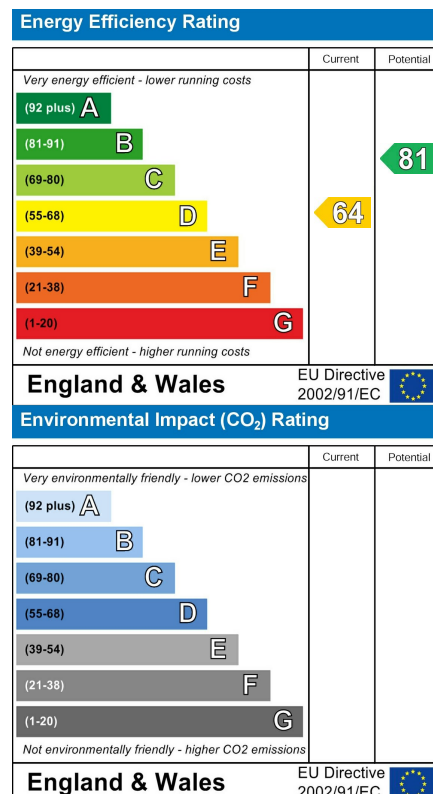 Energy Efficiency Rating
Current Potential
Very energy efficient - lower running costs
(92 plus) A
(81-91) B
81
(69-80) C
(55-68) D
64
(39-54) E
(21-38) F
(1-20) G
Not energy efficient - higher running costs
England & Wales
EU Directive
2002/91/EC
Environmental Impact (CO₂) Rating
Current Potential
Very environmentally friendly - lower CO2 emissions
(92 plus) A
(81-91) B
(69-80) C
(55-68) D
(39-54) E
(21-38) F
(1-20) G
Not environmentally friendly - higher CO2 emissions
England & Wales
EU Directive
2002/91/EC